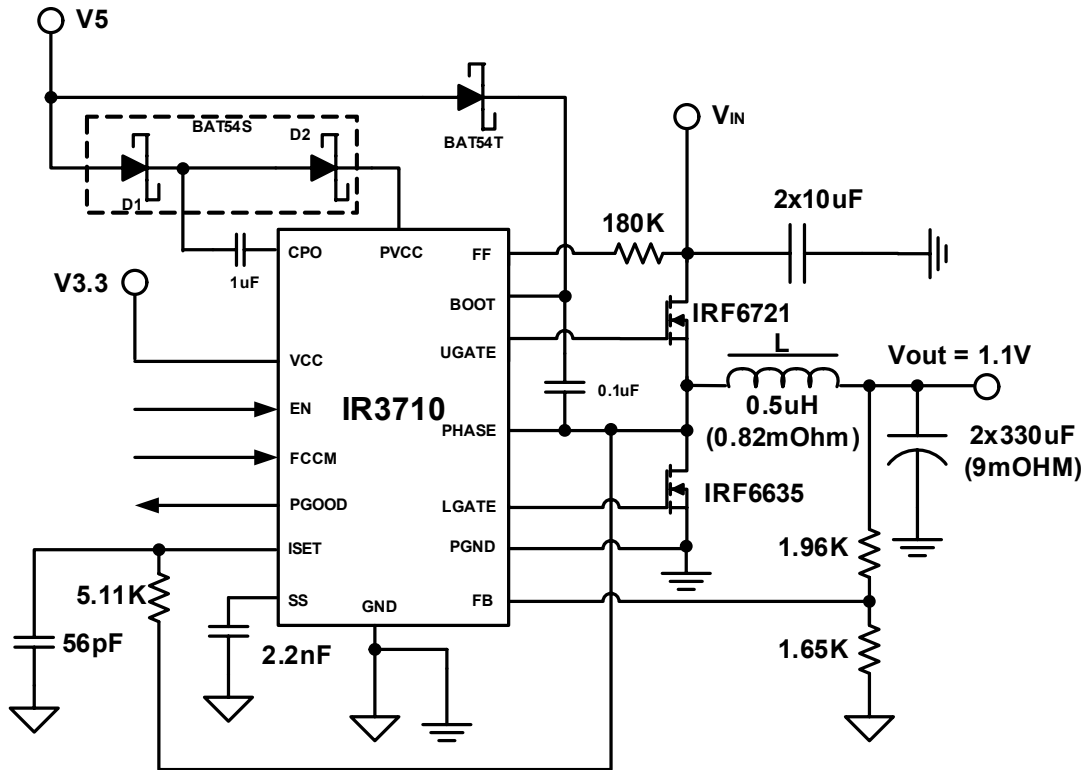 V5
BAT54S
D2
D1
BAT54T
VIN
2x10uF
180K
1uF
CPO
PVCC
FF
V3.3
BOOT
IRF6721
UGATE
L
Vout = 1.1V
VCC
0.1uF
0.5uH
(0.82mOhm)
EN
IR3710
PHASE
2x330uF
(9mOHM)
FCCM
IRF6635
PGOOD
LGATE
ISET
PGND
1.96K
5.11K
SS
GND
FB
56pF
2.2nF
1.65K